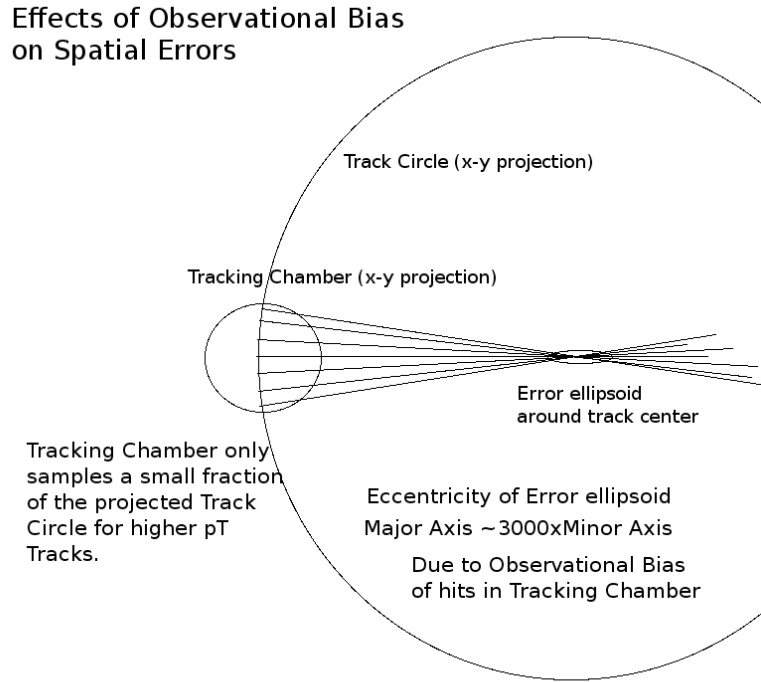 Effects of Observational Bias
on Spatial Errors
Track Circle (x-y projection)
Tracking Chamber (x-y projection)
Error ellipsoid
around track center
Tracking Chamber only
samples a small fraction
of the projected Track
Circle for higher pT
Tracks.
Eccentricity of Error ellipsoid
Major Axis ~3000xMinor Axis
Due to Observational Bias
of hits in Tracking Chamber